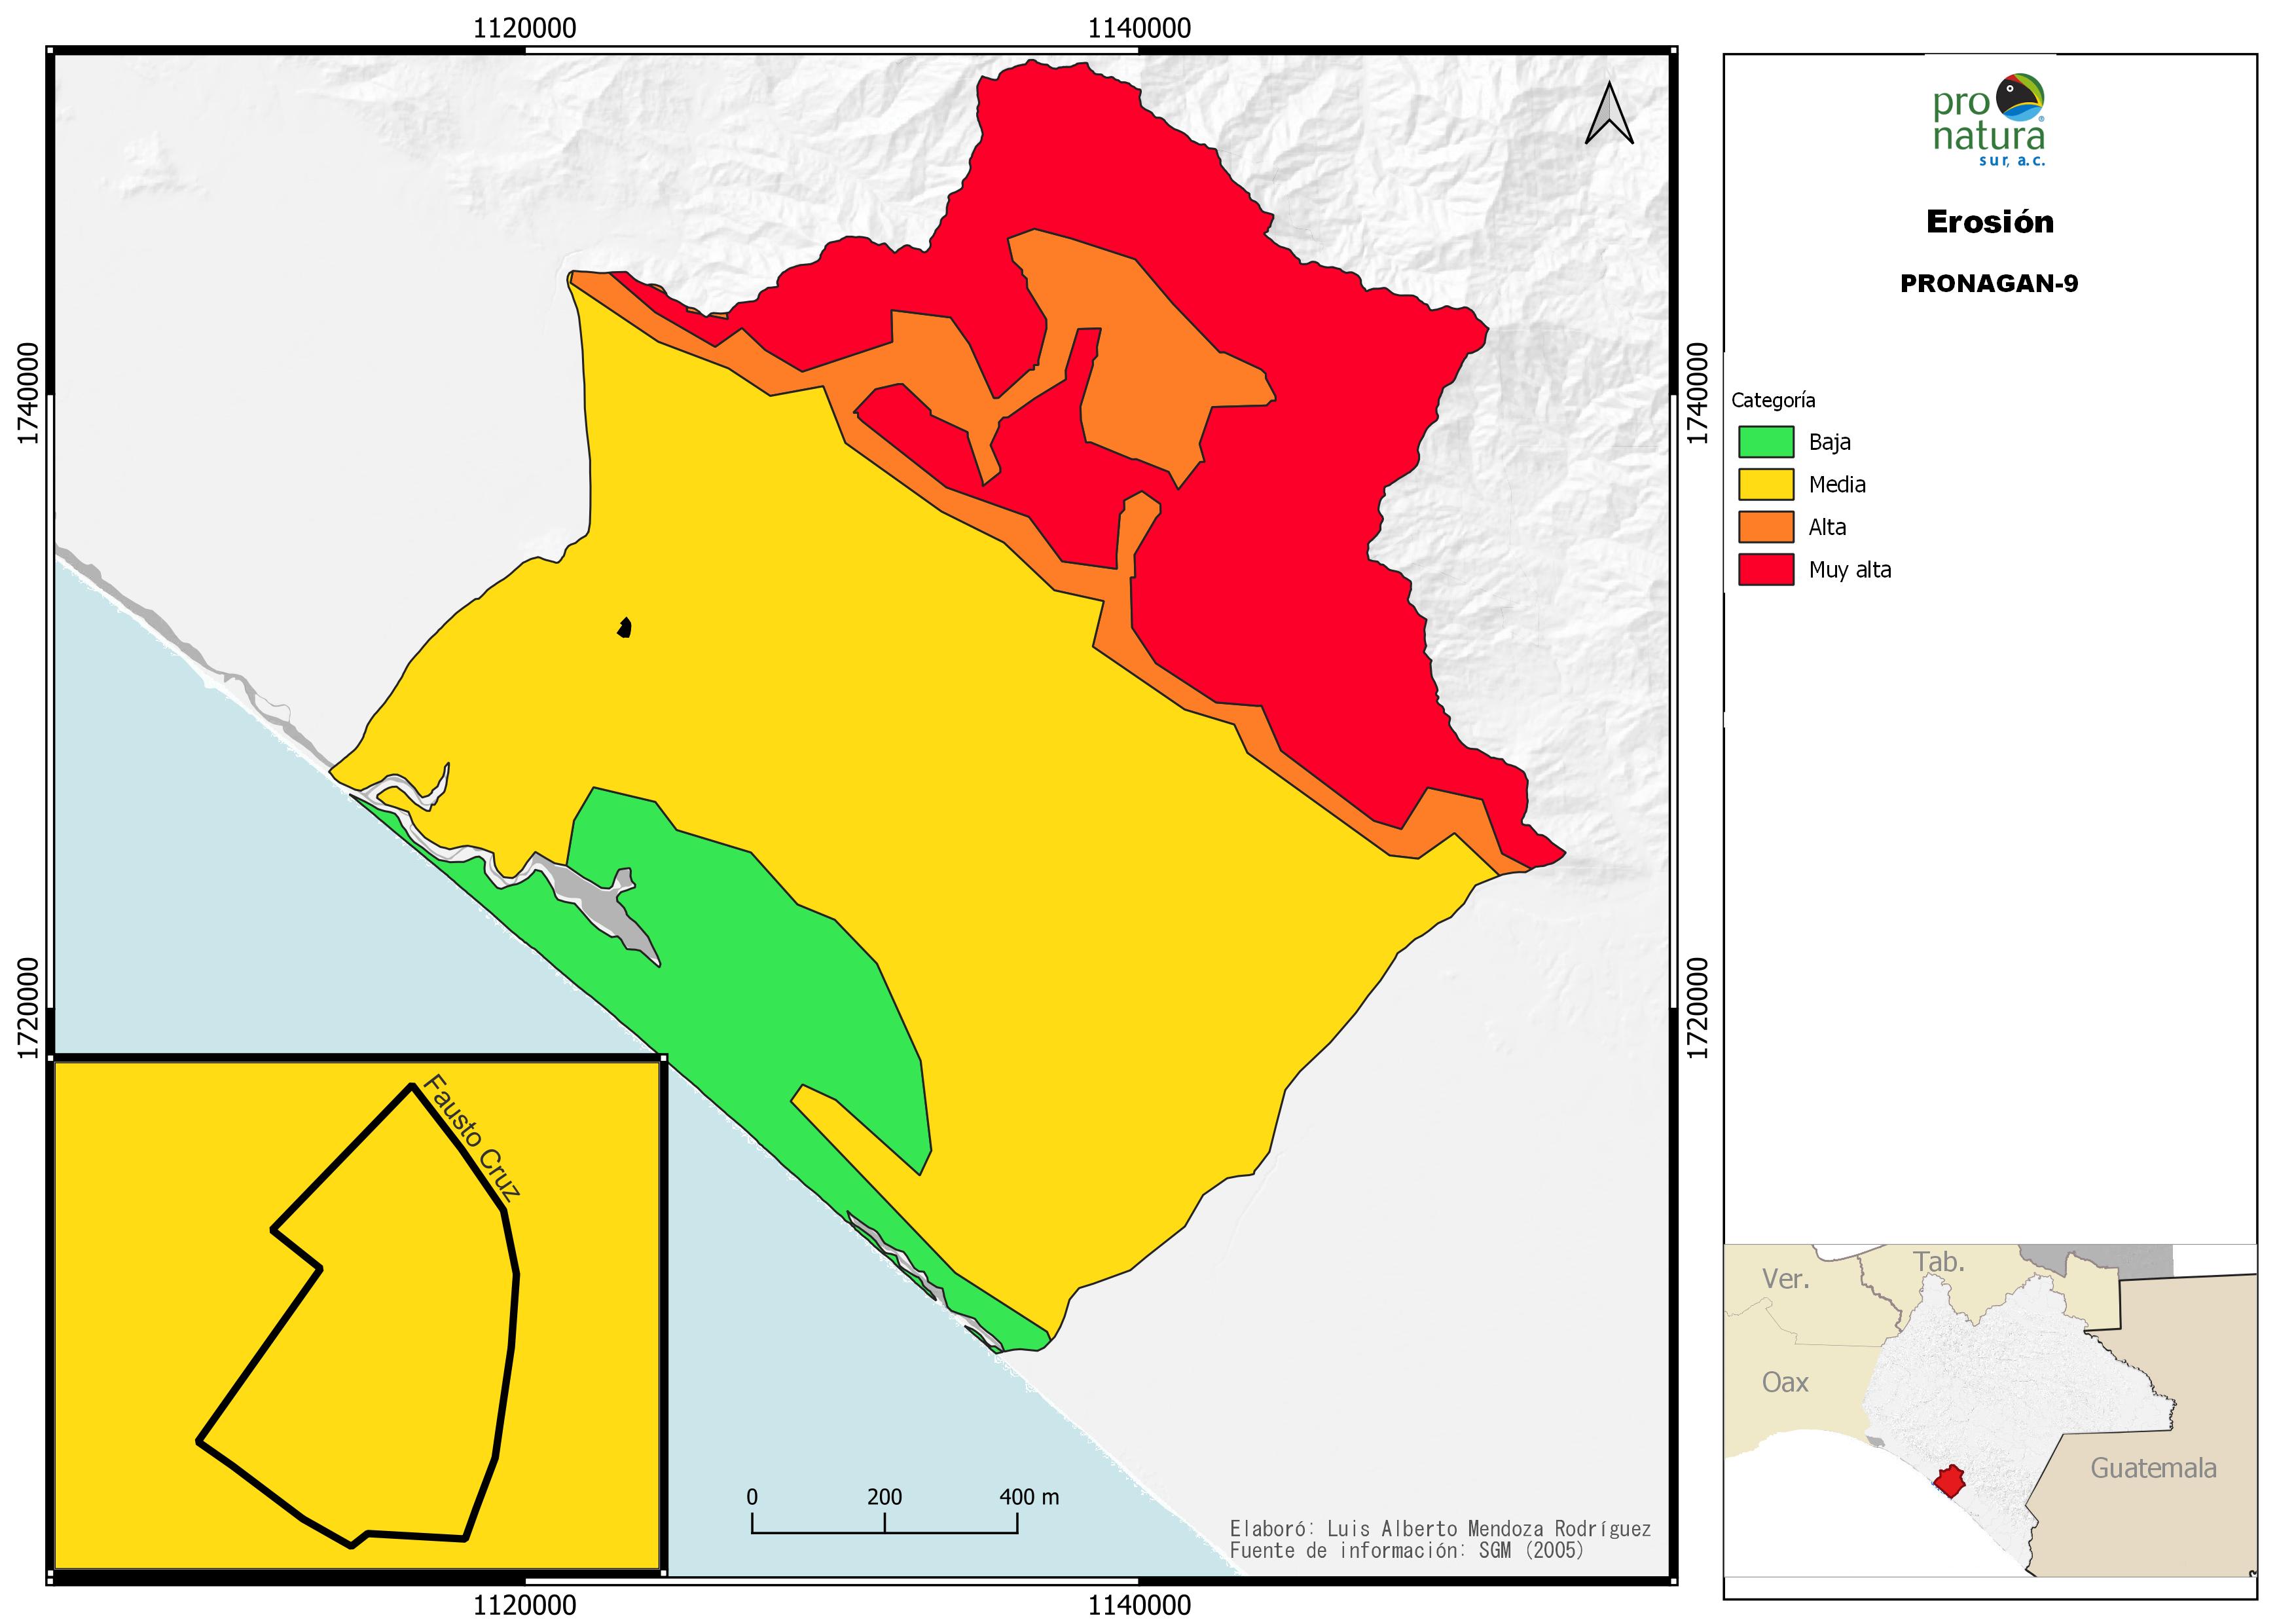 1120000
1140000
1740000
1740000
1720000
1720000
Fausto Cruz
0
200
400 m
Elaboró: Luis Alberto Mendoza Rodríguez
Fuente de información: SGM (2005)
1120000
1140000
pro
natura
sur, a.c.
Erosión
PRONAGAN-9
Categoría
Baja
Media
Alta
Muy alta
Ver.
Tab.
Oax
Guatemala